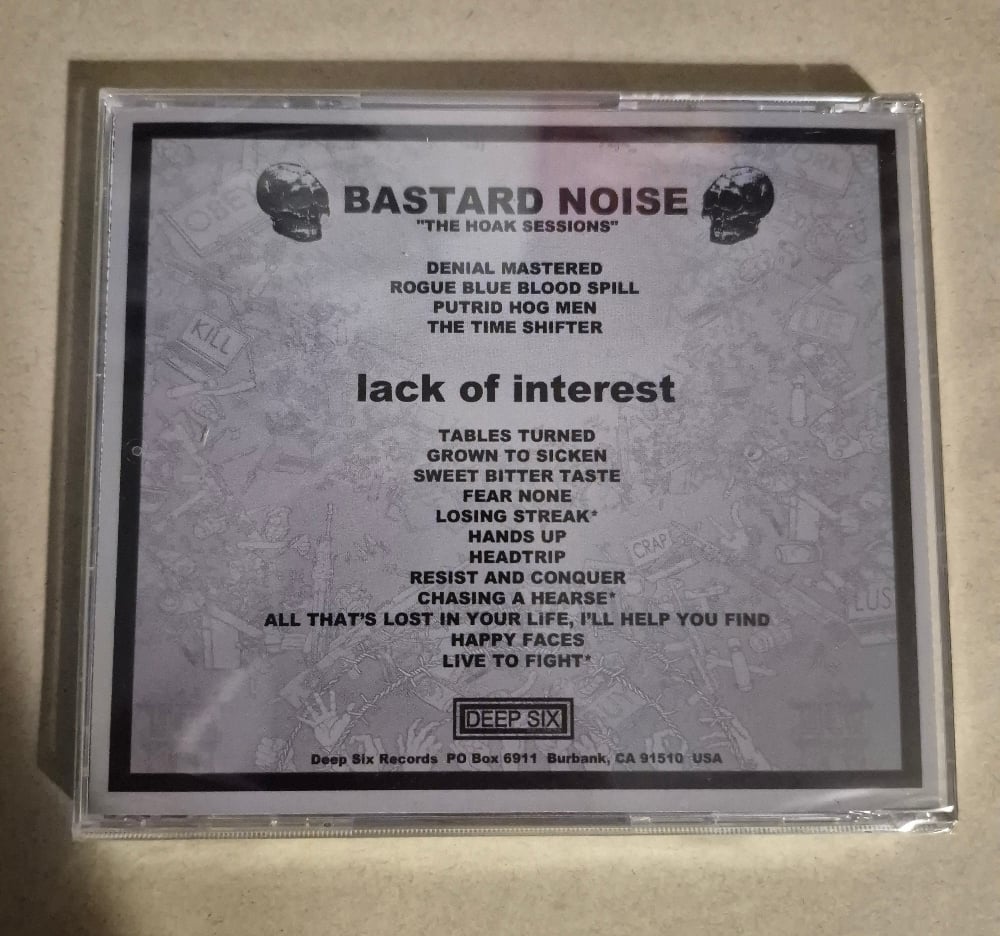 BASTARD NOISE
"THE HOAK SESSIONS"
DENIAL MASTERED
ROGUE BLUE BLOOD SPILL
PUTRID HOG MEN
THE TIME SHIFTER
KILL
lack of interest
TABLES TURNED
GROWN TO SICKEN
SWEET BITTER TASTE
FEAR NONE
LOSING STREAK*
HANDS UP
HEADTRIP
CRAP
RESIST AND CONQUER
CHASING A HEARSE*
ALL THAT'S LOST IN YOUR LIFE, I'LL HELP YOU FIND
HAPPY FACES
LIVE TO FIGHT*
DEEP SIX
Deep Six Records PO Box 6911 Burbank, CA 91510 USA